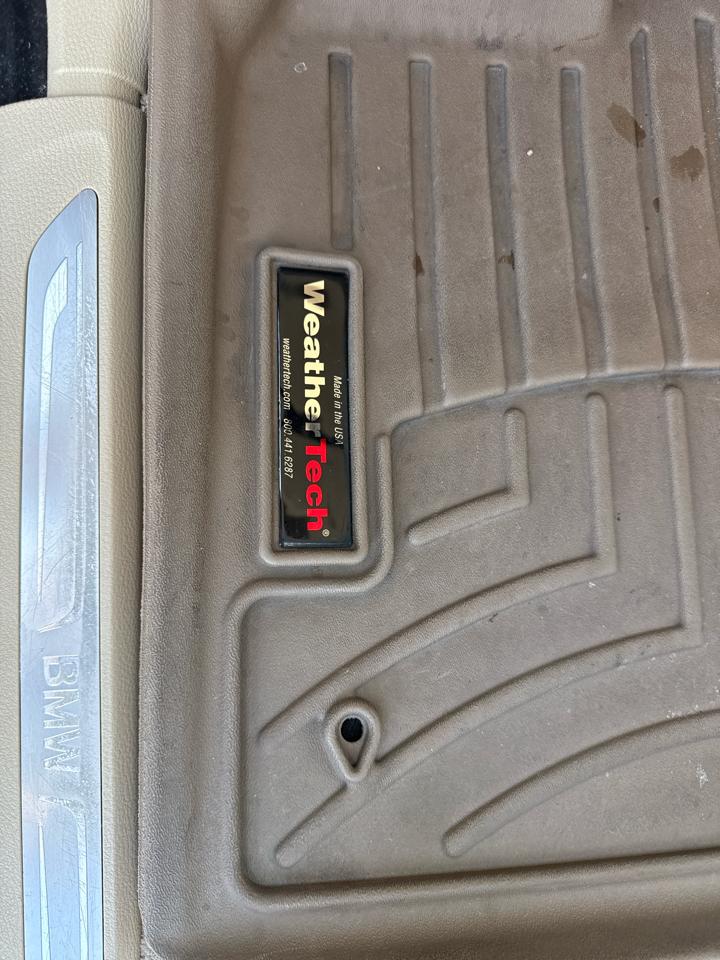 Made in the USA
WeatherTech®
weathertech.com 800.441.6287
BMW